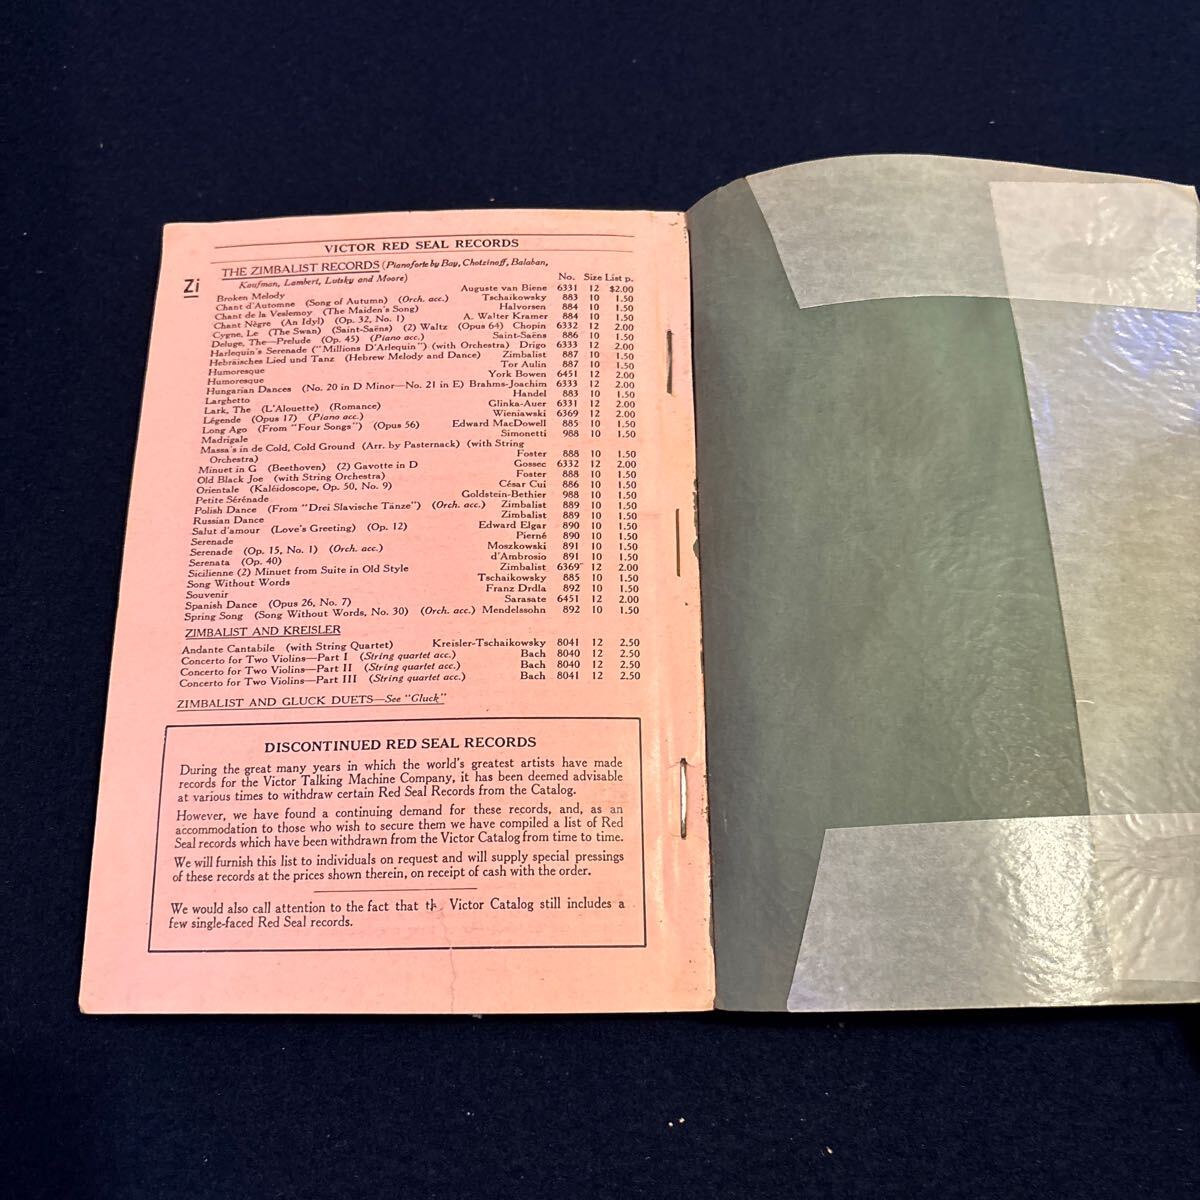 VICTOR RED SEAL RECORDS
Zi
THE ZIMBALIST RECORDS (Pianoforte by Bay, Chotzinoff, Balaban,
Kaufman, Lambert, Lutsky and Moore) No. Size List p.
Broken Melody Auguste van Biene 6331 12 $2.00
Chant d'Automne (Song of Autumn) (Orch. acc.) Tschaikowsky 883 10 1.50
Chant de la Veslemoy (The Maiden's Song) Halvorsen 884 10 1.50
Chant Nègre (An Idyl) (Op. 32, No. 1) A. Walter Kramer 884 10 1.50
Cygne, Le (The Swan) (Saint-Saëns) (2) Waltz (Opus 64) Chopin 6332 12 2.00
Deluge, The—Prelude (Op. 45) (Piano acc.) Saint-Saëns 886 10 1.50
Harlequin's Serenade ("Millions D'Arlequin") (with Orchestra) Drigo 6333 12 2.00
Hebräisches Lied und Tanz (Hebrew Melody and Dance) Zimbalist 887 10 1.50
Humoresque Tor Aulin 887 10 1.50
Humoresque York Bowen 6451 12 2.00
Hungarian Dances (No. 20 in D Minor—No. 21 in E) Brahms-Joachim 6333 12 2.00
Larghetto Handel 883 10 1.50
Lark, The (L'Alouette) (Romance) Glinka-Auer 6331 12 2.00
Légende (Opus 17) (Piano acc.) Wieniawski 6369 12 2.00
Long Ago (From "Four Songs") (Opus 56) Edward MacDowell 885 10 1.50
Madrigale Simonetti 988 10 1.50
Massa's in de Cold, Cold Ground (Arr. by Pasternack) (with String
Orchestra) Foster 888 10 1.50
Minuet in G (Beethoven) (2) Gavotte in D Gossec 6332 12 2.00
Old Black Joe (with String Orchestra) Foster 888 10 1.50
Orientale (Kaléidoscope, Op. 50, No. 9) César Cui 886 10 1.50
Petite Sérénade Goldstein-Bethier 988 10 1.50
Polish Dance (From "Drei Slavische Tänze") (Orch. acc.) Zimbalist 889 10 1.50
Russian Dance Zimbalist 889 10 1.50
Salut d'amour (Love's Greeting) (Op. 12) Edward Elgar 890 10 1.50
Serenade Pierné 890 10 1.50
Serenade (Op. 15, No. 1) (Orch. acc.) Moszkowski 891 10 1.50
Serenata (Op. 40) d'Ambrosio 891 10 1.50
Sicilienne (2) Minuet from Suite in Old Style Zimbalist 6369 12 2.00
Song Without Words Tschaikowsky 885 10 1.50
Souvenir Franz Drdla 892 10 1.50
Spanish Dance (Opus 26, No. 7) Sarasate 6451 12 2.00
Spring Song (Song Without Words, No. 30) (Orch. acc.) Mendelssohn 892 10 1.50
ZIMBALIST AND KREISLER
Andante Cantabile (with String Quartet) Kreisler-Tschaikowsky 8041 12 2.50
Concerto for Two Violins—Part I (String quartet acc.) Bach 8040 12 2.50
Concerto for Two Violins—Part II (String quartet acc.) Bach 8040 12 2.50
Concerto for Two Violins—Part III (String quartet acc.) Bach 8041 12 2.50
ZIMBALIST AND GLUCK DUETS—See "Gluck"
DISCONTINUED RED SEAL RECORDS
During the great many years in which the world's greatest artists have made
records for the Victor Talking Machine Company, it has been deemed advisable
at various times to withdraw certain Red Seal Records from the Catalog.
However, we have found a continuing demand for these records, and, as an
accommodation to those who wish to secure them we have compiled a list of Red
Seal records which have been withdrawn from the Victor Catalog from time to time.
We will furnish this list to individuals on request and will supply special pressings
of these records at the prices shown therein, on receipt of cash with the order.
We would also call attention to the fact that Victor Catalog still includes a
few single-faced Red Seal records.